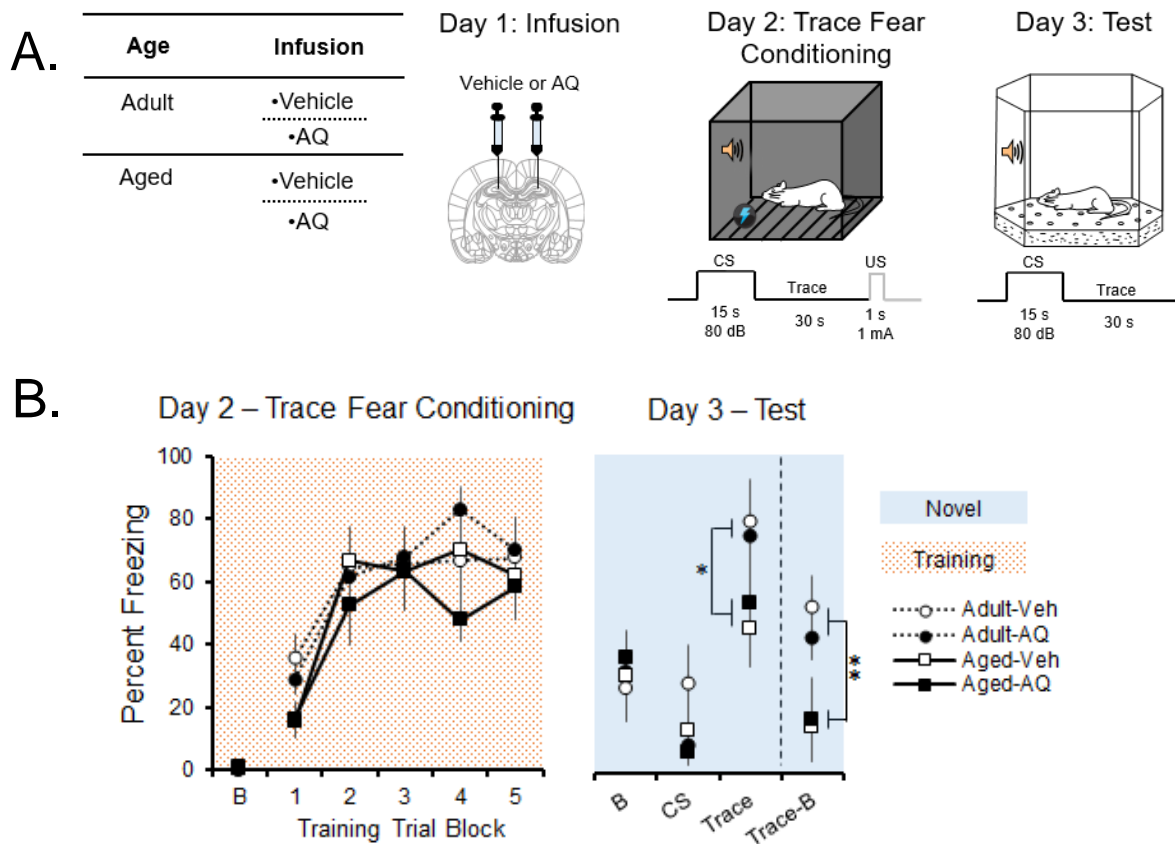 A.
Age Infusion
Adult •Vehicle
•AQ
Aged •Vehicle
•AQ
Day 1: Infusion
Vehicle or AQ
Day 2: Trace Fear
Conditioning
CS US
Trace
15 s 30 s 1 s
80 dB 1 mA
Day 3: Test
CS
Trace
15 s 30 s
80 dB
B.
Day 2 – Trace Fear Conditioning
Percent Freezing
100
80
60
40
20
0
B 1 2 3 4 5
Training Trial Block
Day 3 – Test
*
**
B CS Trace Trace-B
Novel
Training
Adult-Veh
Adult-AQ
Aged-Veh
Aged-AQ